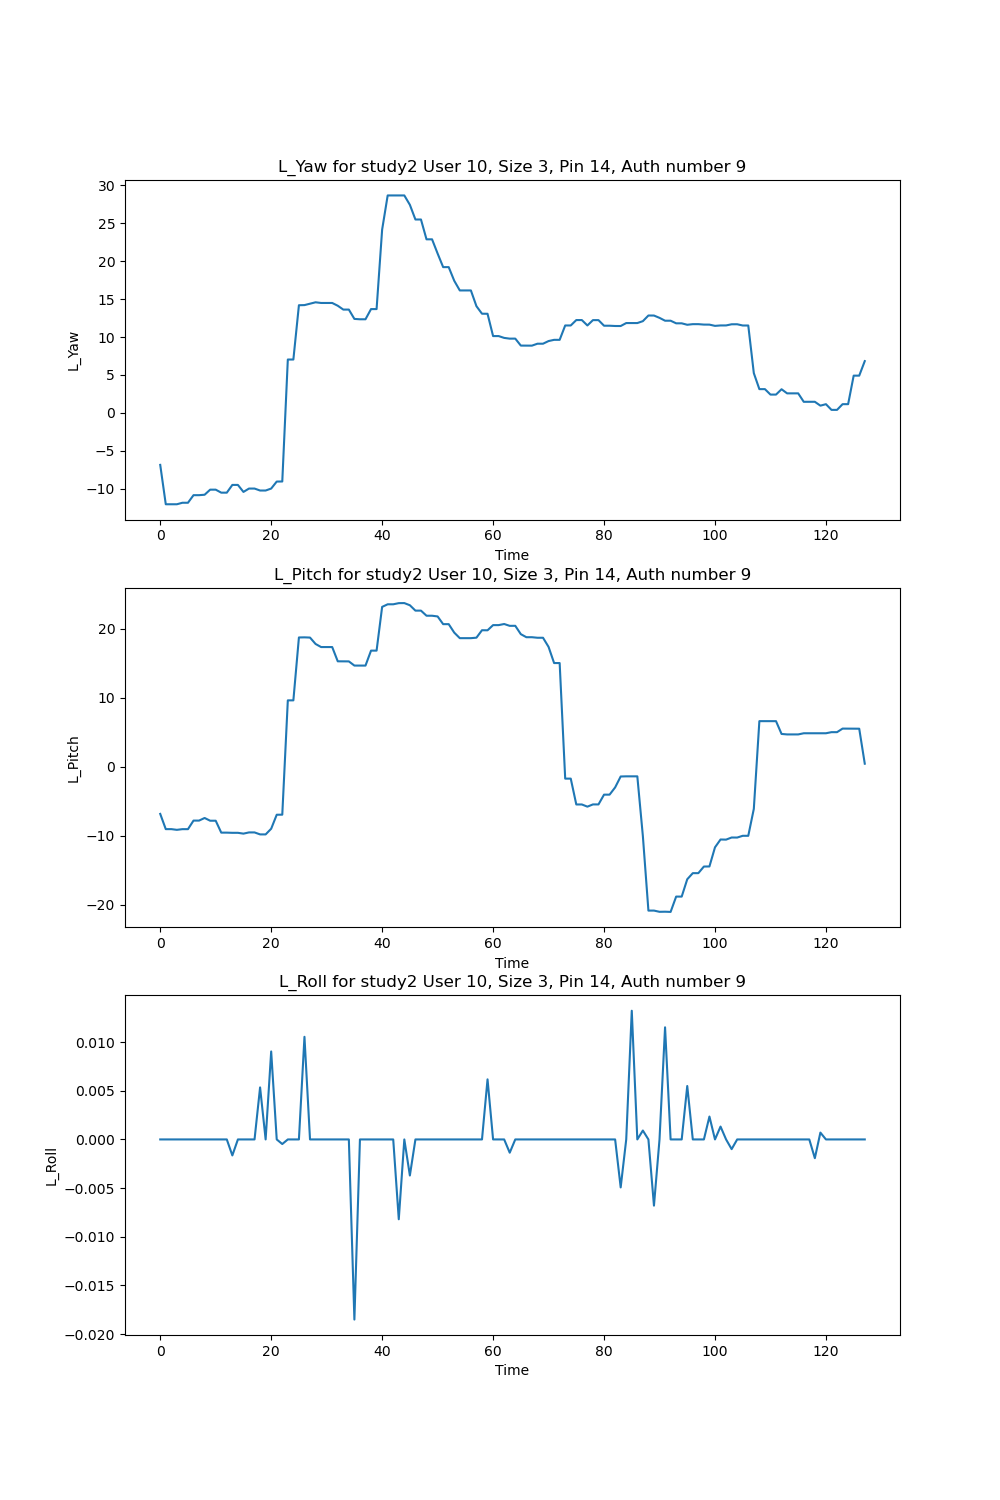 L_Yaw for study2 User 10, Size 3, Pin 14, Auth number 9
30
25
20
15
10
5
0
−5
−10
L_Yaw
0 20 40 60 80 100 120
Time
L_Pitch for study2 User 10, Size 3, Pin 14, Auth number 9
20
10
0
−10
−20
L_Pitch
0 20 40 60 80 100 120
Time
L_Roll for study2 User 10, Size 3, Pin 14, Auth number 9
0.010
0.005
0.000
−0.005
−0.010
−0.015
−0.020
L_Roll
0 20 40 60 80 100 120
Time